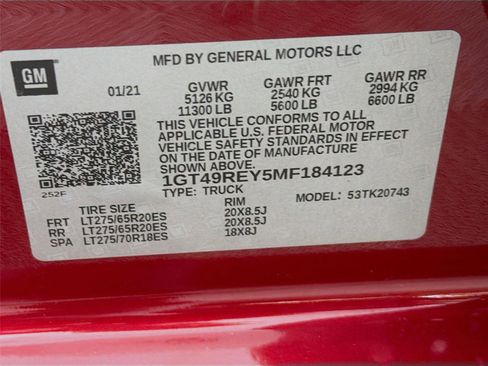 GM
MFD BY GENERAL MOTORS LLC
01/21 GVWR GAWR FRT GAWR RR
5126 KG 2540 KG 2994 KG
11300 LB 5600 LB 6600 LB
THIS VEHICLE CONFORMS TO ALL
APPLICABLE U.S. FEDERAL MOTOR
VEHICLE SAFETY STANDARDS IN EFFECT
ON THE DATE OF MANUFACTURE
SHOWN ABOVE.
1GT49REY5MF184123
TYPE: TRUCK MODEL: 53TK20743
252F
TIRE SIZE RIM
FRT LT275/65R20ES 20X8.5J
RR LT275/65R20ES 20X8.5J
SPA LT275/70R18ES 18X8J